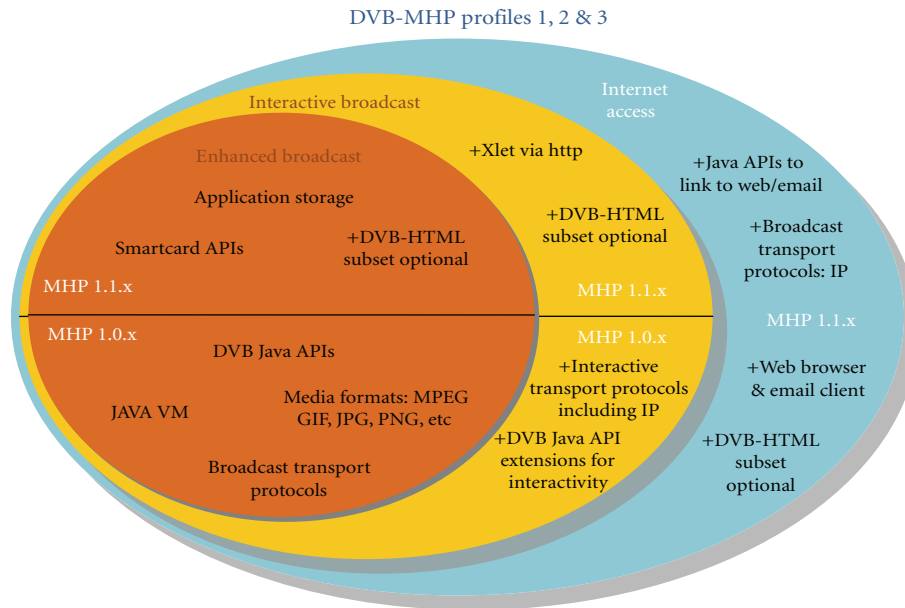 DVB-MHP profiles 1, 2 & 3
Internet
access
Interactive broadcast
Enhanced broadcast
Application storage
Smartcard APIs
+DVB-HTML
subset optional
MHP 1.1.x
MHP 1.0.x
DVB Java APIs
JAVA VM
Media formats: MPEG
GIF, JPG, PNG, etc
Broadcast transport
protocols
+Xlet via http
+DVB-HTML
subset optional
MHP 1.1.x
MHP 1.0.x
+Interactive
transport protocols
including IP
+DVB Java API
extensions for
interactivity
+Java APIs to
link to web/email
+Broadcast
transport
protocols: IP
MHP 1.1.x
+Web browser
& email client
+DVB-HTML
subset
optional